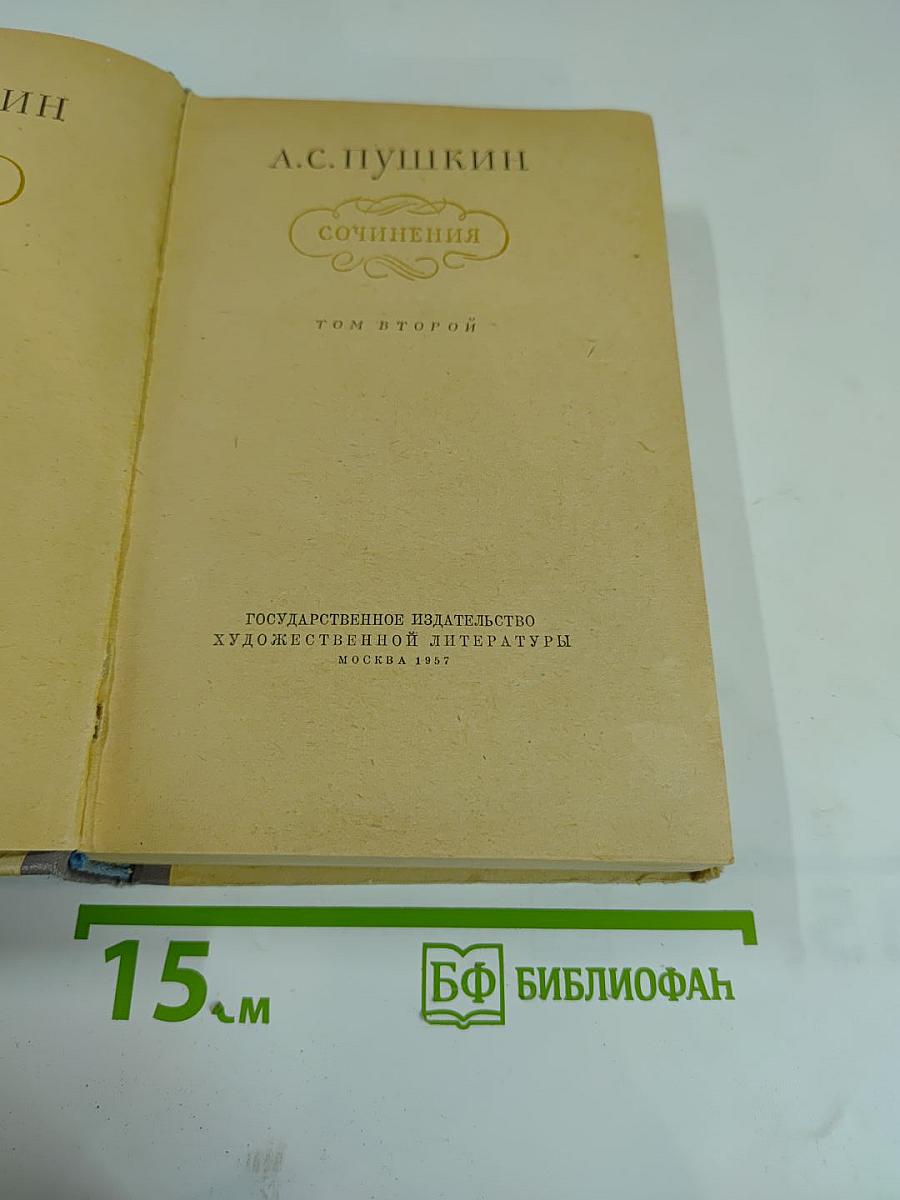 ИН
А.С.ПУШКИН
СОЧИНЕНИЯ
ТОМ ВТОРОЙ
ГОСУДАРСТВЕННОЕ ИЗДАТЕЛЬСТВО
ХУДОЖЕСТВЕННОЙ ЛИТЕРАТУРЫ
МОСКВА 1957
15 см
БФ БИБЛИОФАН